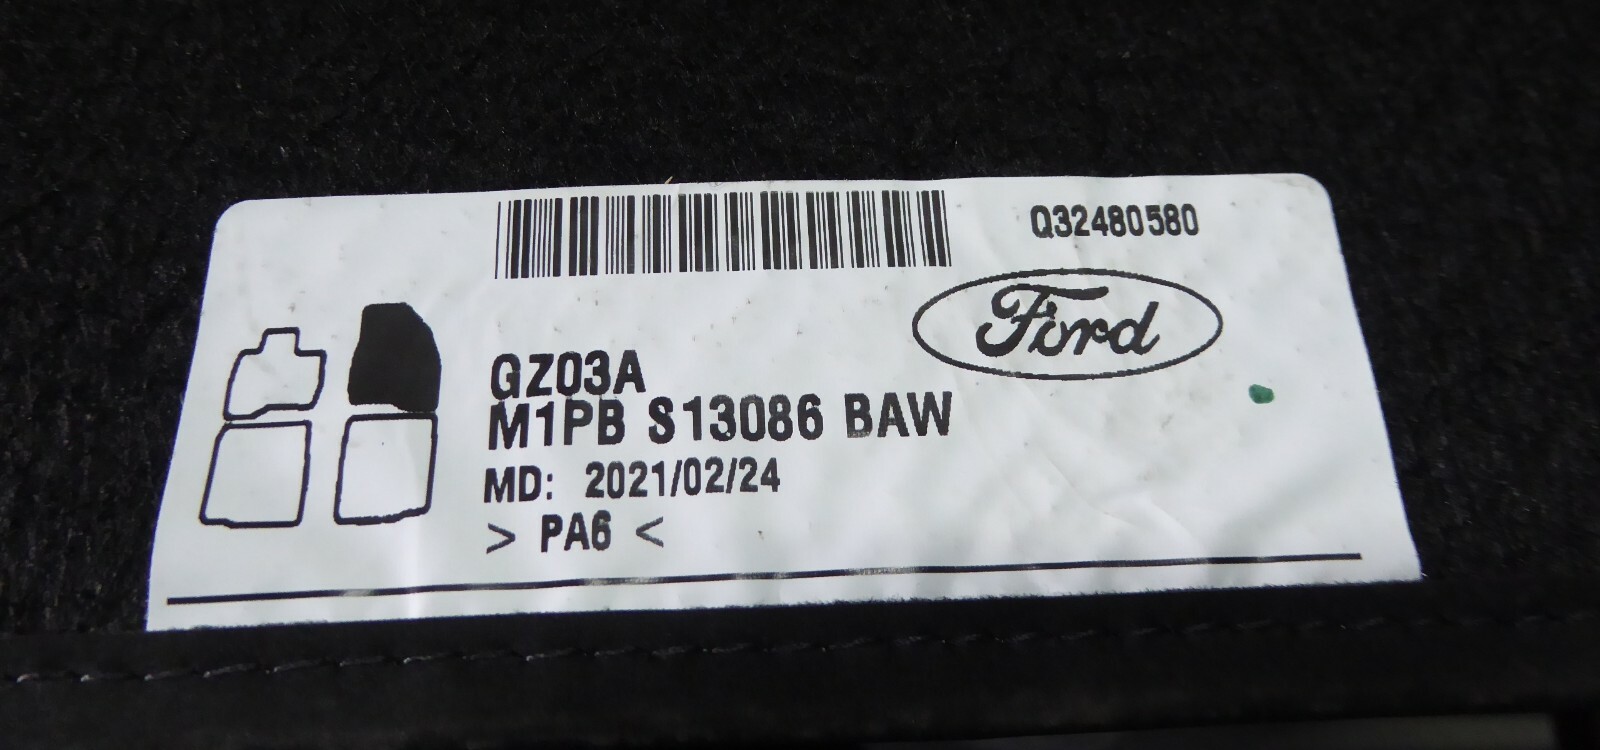 Q32480580
Ford
GZ03A
M1PB S13086 BAW
MD: 2021/02/24
> PA6 <